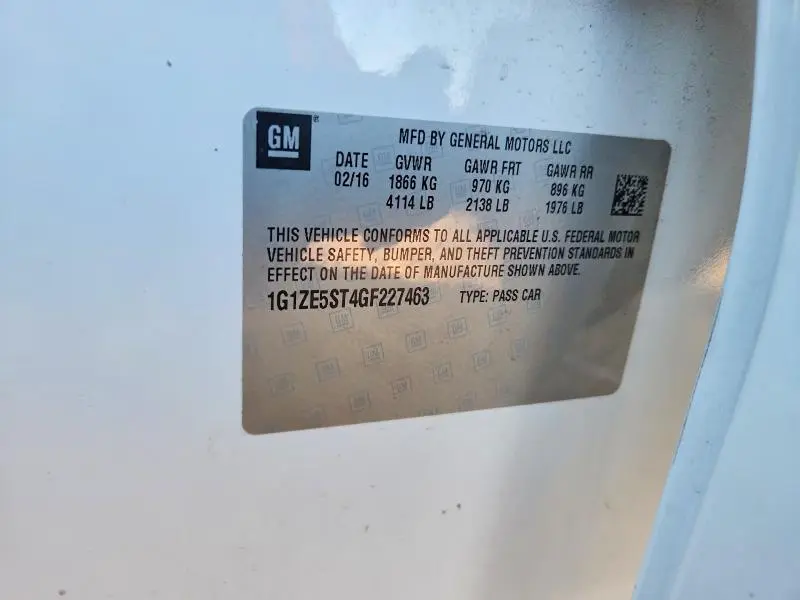 GM
MFD BY GENERAL MOTORS LLC
DATE GVWR GAWR FRT GAWR RR
02/16 1866 KG 970 KG 896 KG
4114 LB 2138 LB 1976 LB
THIS VEHICLE CONFORMS TO ALL APPLICABLE U.S. FEDERAL MOTOR
VEHICLE SAFETY, BUMPER, AND THEFT PREVENTION STANDARDS IN
EFFECT ON THE DATE OF MANUFACTURE SHOWN ABOVE.
1G1ZE5ST4GF227463 TYPE: PASS CAR